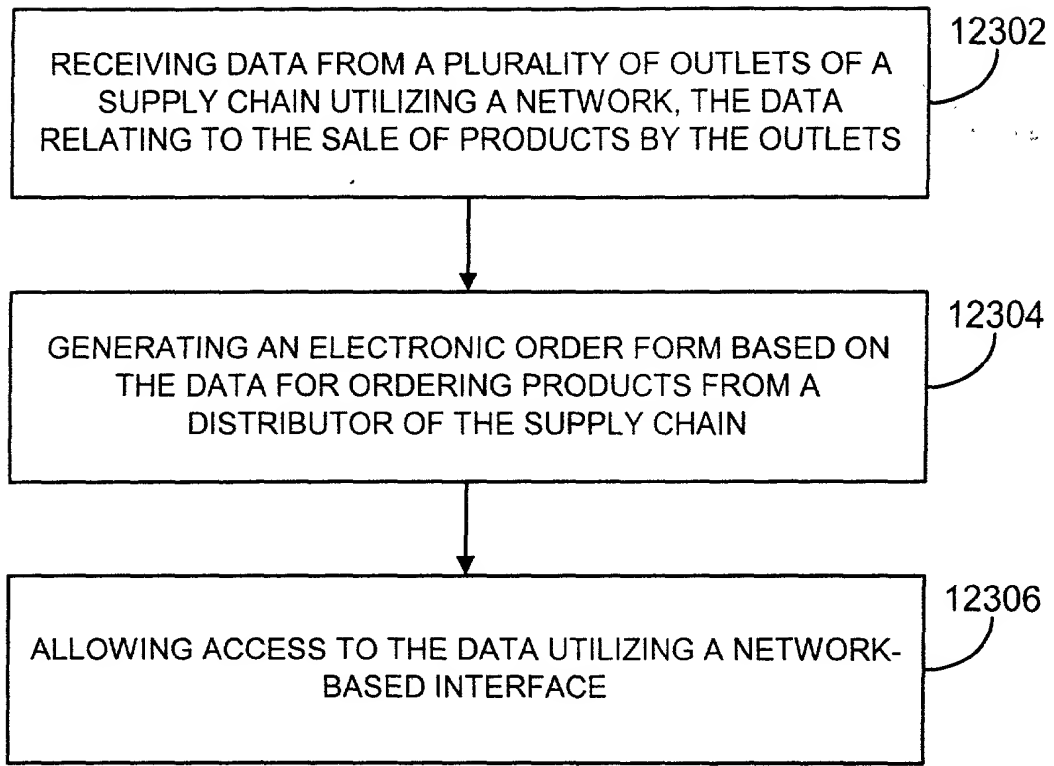 12302
RECEIVING DATA FROM A PLURALITY OF OUTLETS OF A
SUPPLY CHAIN UTILIZING A NETWORK, THE DATA
RELATING TO THE SALE OF PRODUCTS BY THE OUTLETS
12304
GENERATING AN ELECTRONIC ORDER FORM BASED ON
THE DATA FOR ORDERING PRODUCTS FROM A
DISTRIBUTOR OF THE SUPPLY CHAIN
12306
ALLOWING ACCESS TO THE DATA UTILIZING A NETWORK-
BASED INTERFACE